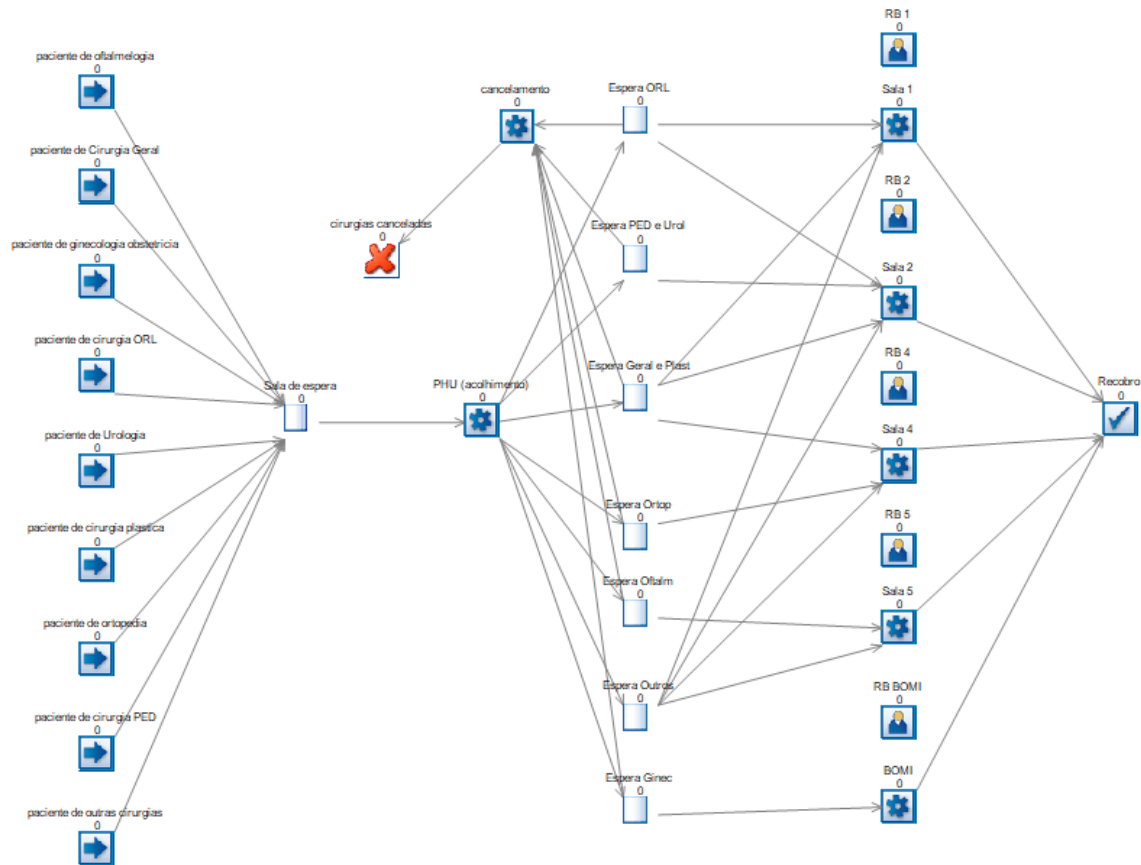 paciente de oftalmelogia
0
paciente de Cirurgia Geral
0
paciente de ginecologia obstetricia
0
paciente de cirurgia ORL
0
paciente de Urologia
0
paciente de cirurgia plastica
0
paciente de ortopedia
0
paciente de cirurgia PED
0
paciente de outras cirurgias
0
Sala de espera
0
cirurgias canceladas
0
PHU (acolhimento)
0
cancelamento
0
Espera ORL
0
Espera PED e Urol
0
Espera Geral e Plast
0
Espera Ortop
0
Espera Oftalm
0
Espera Outras
0
Espera Ginec
0
RB 1
0
Sala 1
0
RB 2
0
Sala 2
0
RB 4
0
Sala 4
0
RB 5
0
Sala 5
0
RB BOMI
0
BOMI
0
Recobro
0